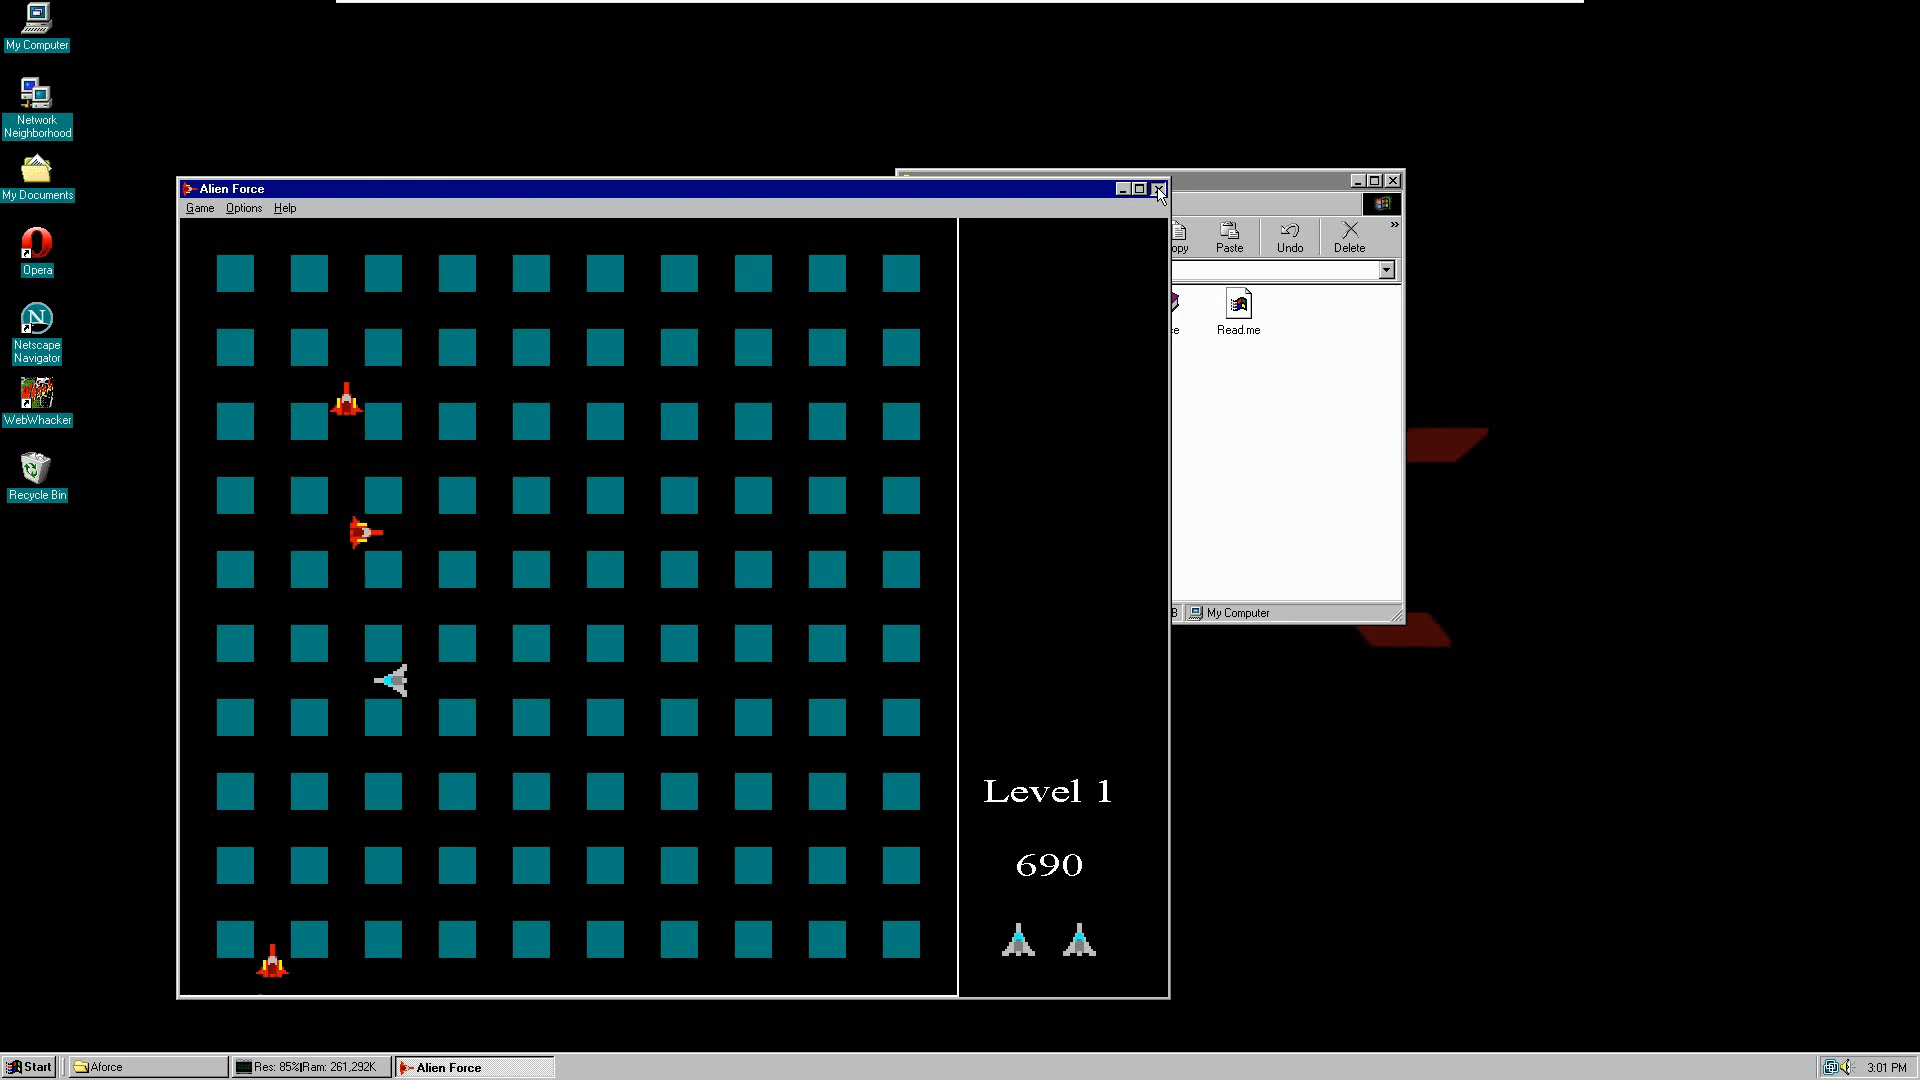 My Computer
Network
Neighborhood
My Documents
Opera
Netscape
Navigator
WebWhacker
Recycle Bin
Alien Force
Game Options Help
Paste Undo Delete
Read.me
My Computer
Level 1
690
Start Aforce Res: 85% Ram: 261,292K Alien Force 3:01 PM